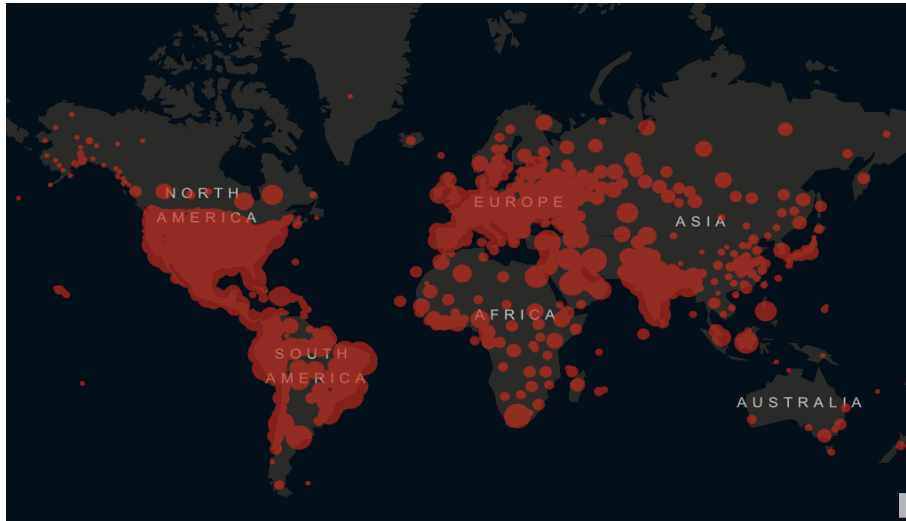 NORTH
AMERICA
EUROPE
ASIA
AFRICA
SOUTH
AMERICA
AUSTRALIA